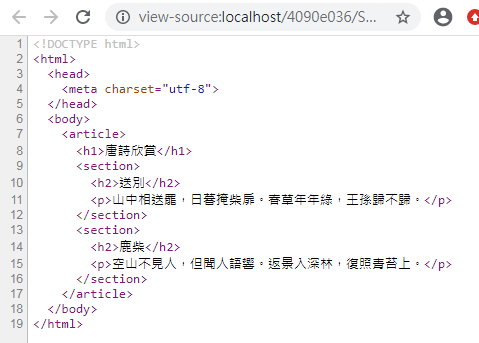 view-source:localhost/4090e036/S...
1 <!DOCTYPE html>
2 <html>
3 <head>
4 <meta charset="utf-8">
5 </head>
6 <body>
7 <article>
8 <h1>唐詩欣賞</h1>
9 <section>
10 <h2>送別</h2>
11 <p>山中相送罷，日暮掩柴扉。春草年年綠，王孫歸不歸。</p>
12 </section>
13 <section>
14 <h2>鹿柴</h2>
15 <p>空山不見人，但聞人語響。返景入深林，復照青苔上。</p>
16 </section>
17 </article>
18 </body>
19 </html>